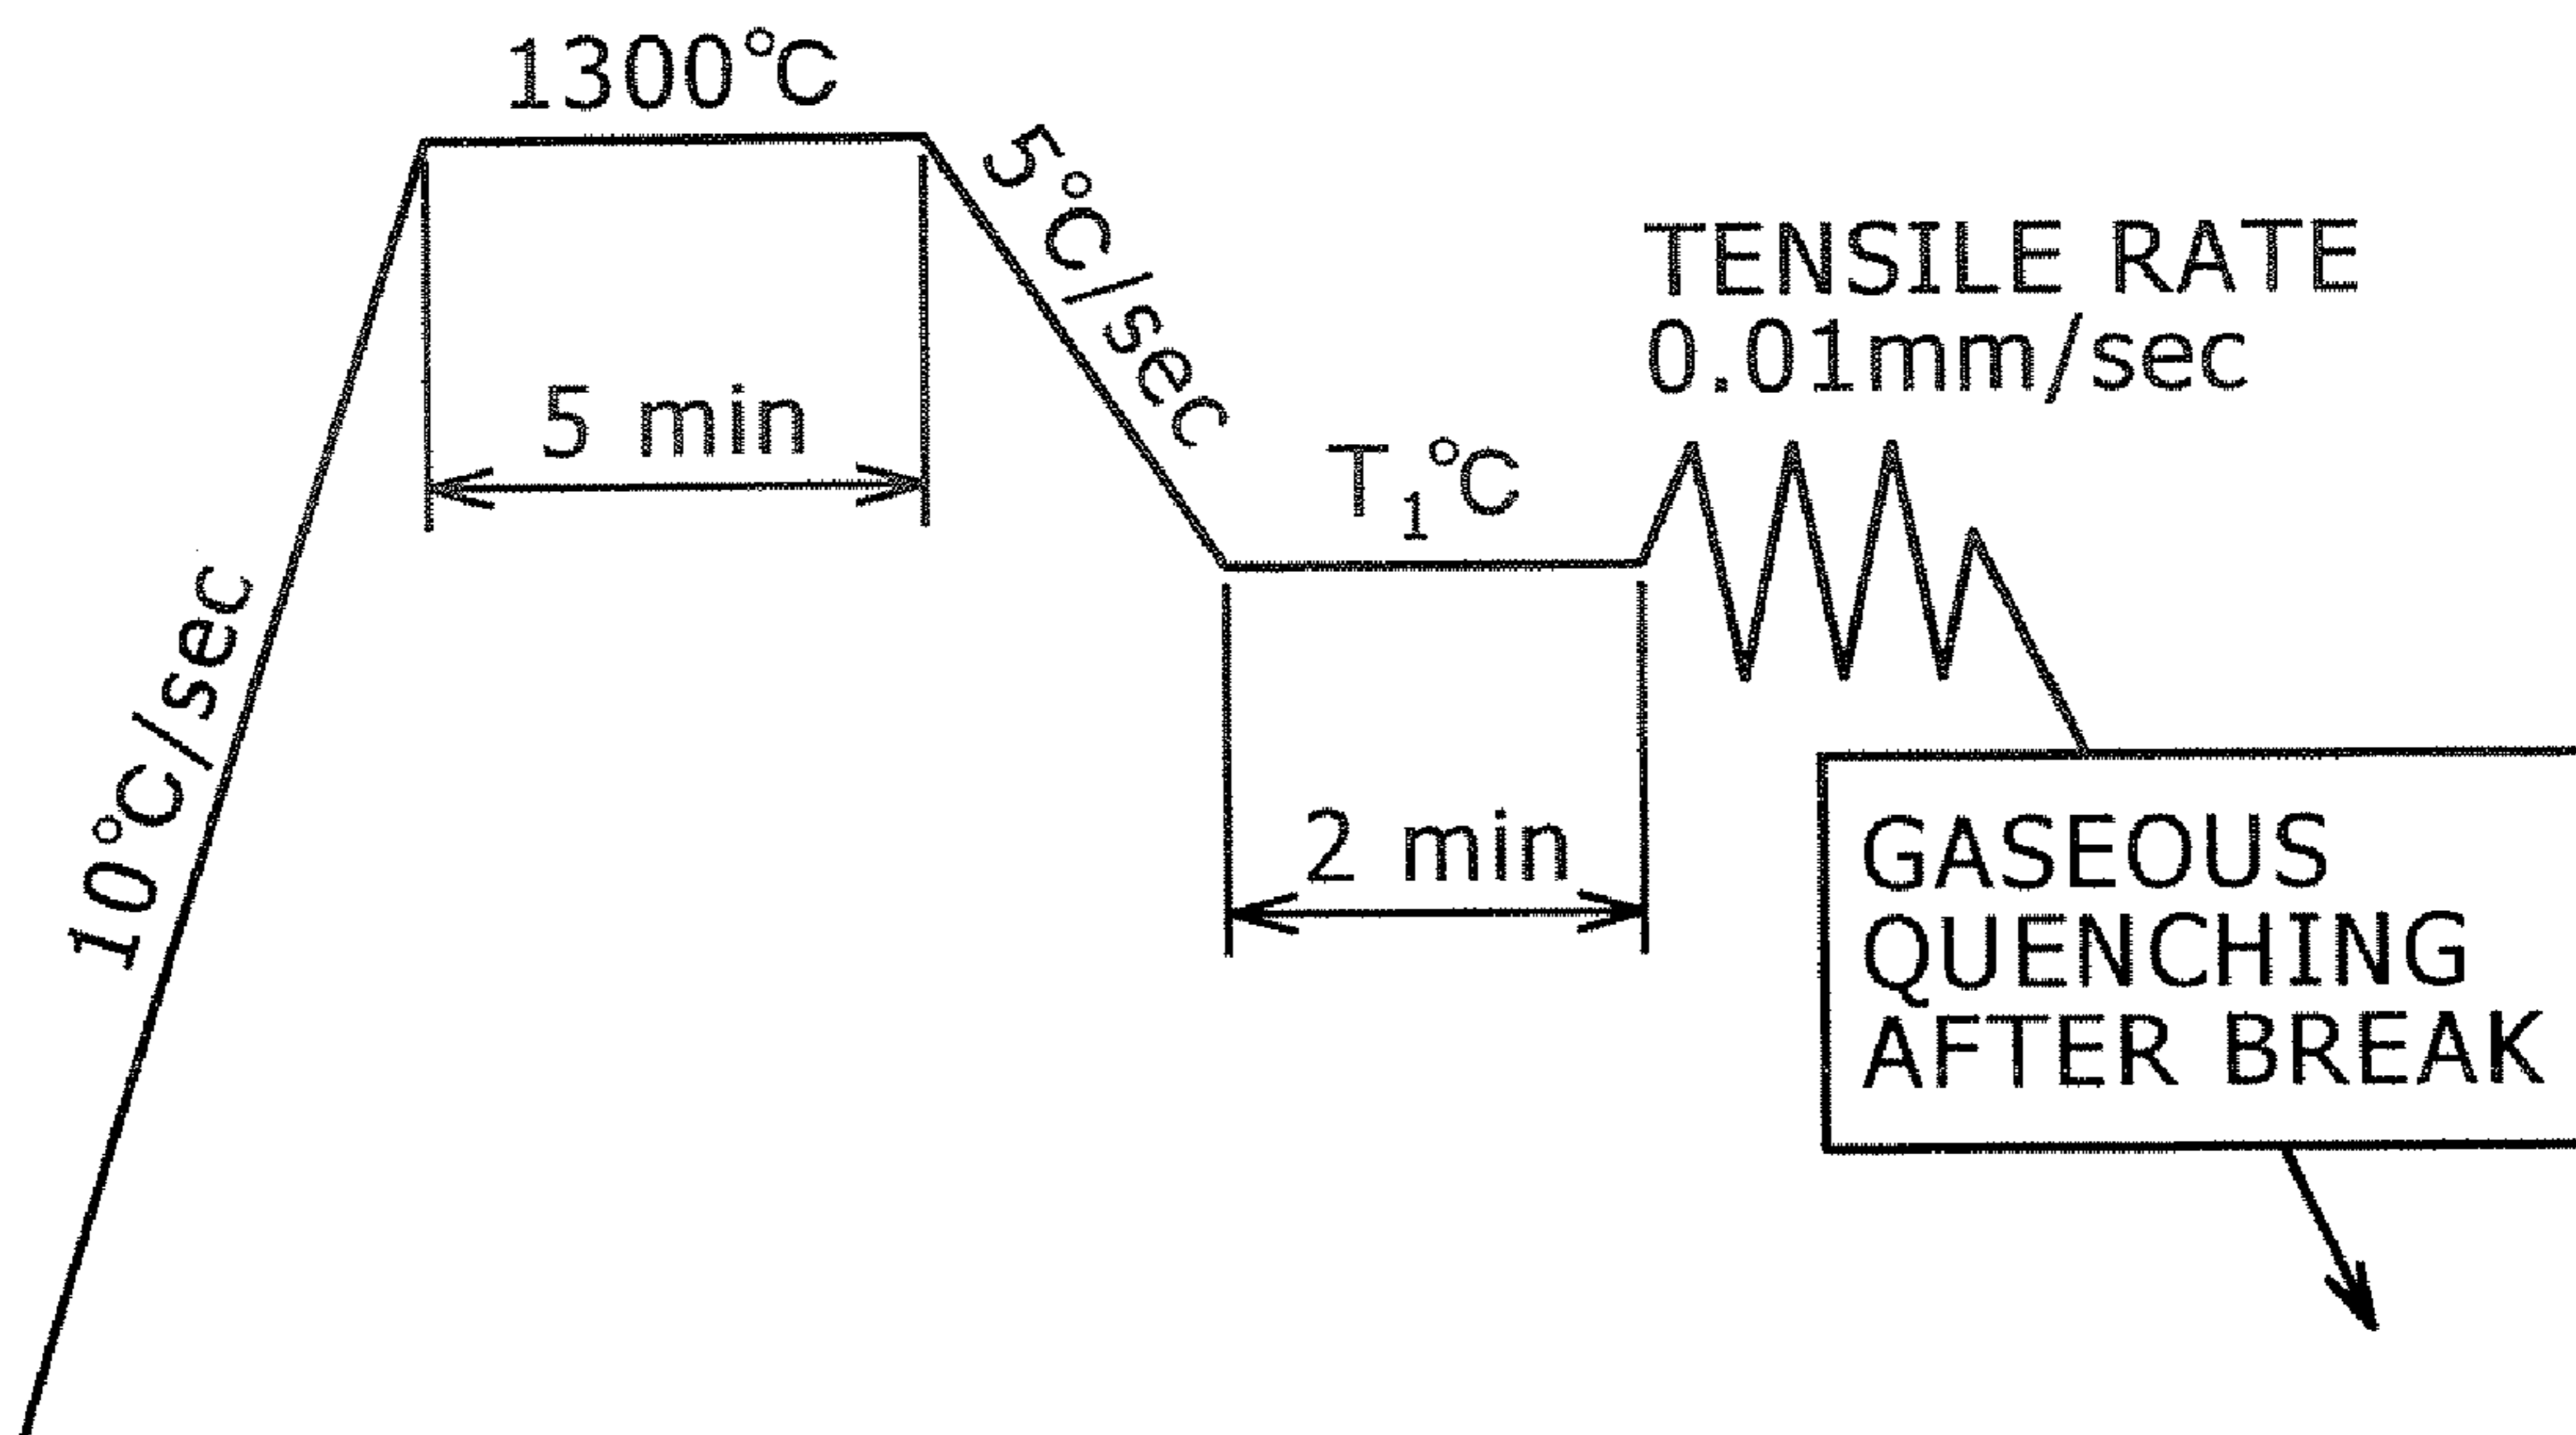 1300°C
5°C/sec
TENSILE RATE
0.01mm/sec
5 min
T₁°C
10°C/sec
2 min
GASEOUS
QUENCHING
AFTER BREAK